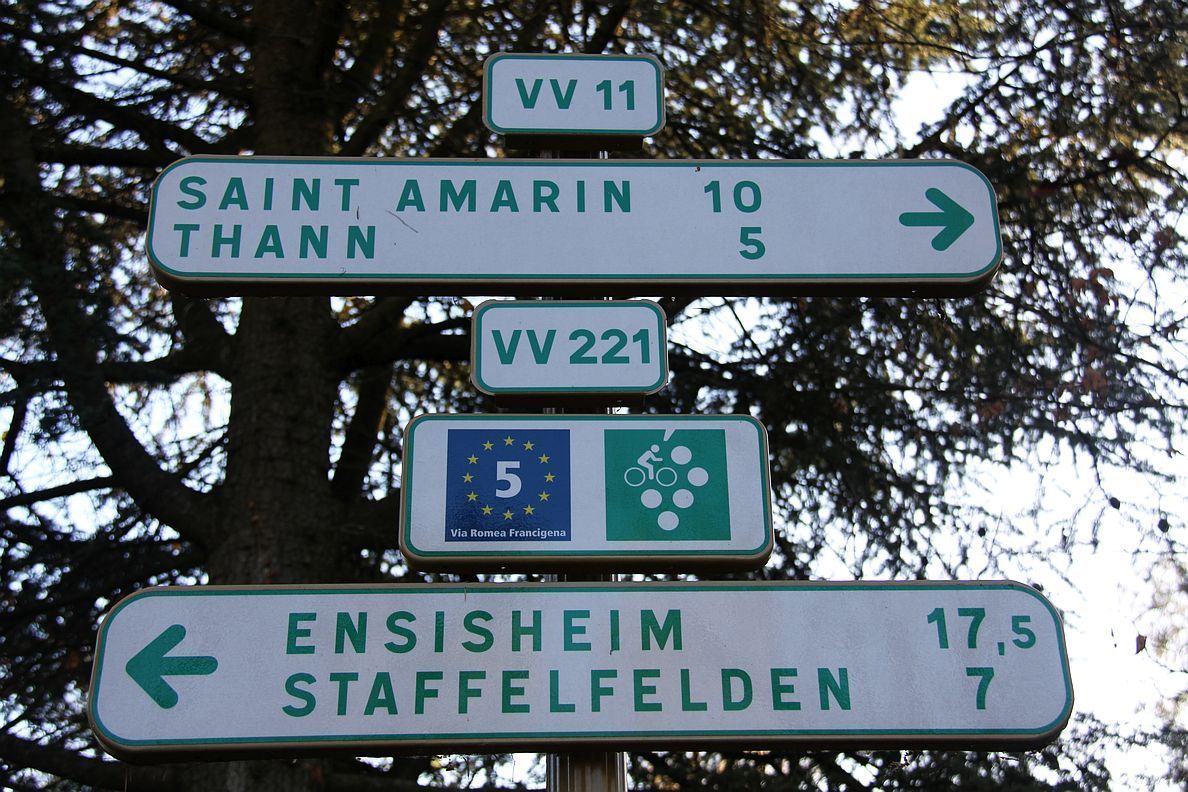 VV 11
SAINT AMARIN 10
THANN 5
VV 221
5
Via Romea Francigena
ENSISHEIM 17,5
STAFFELFELDEN 7